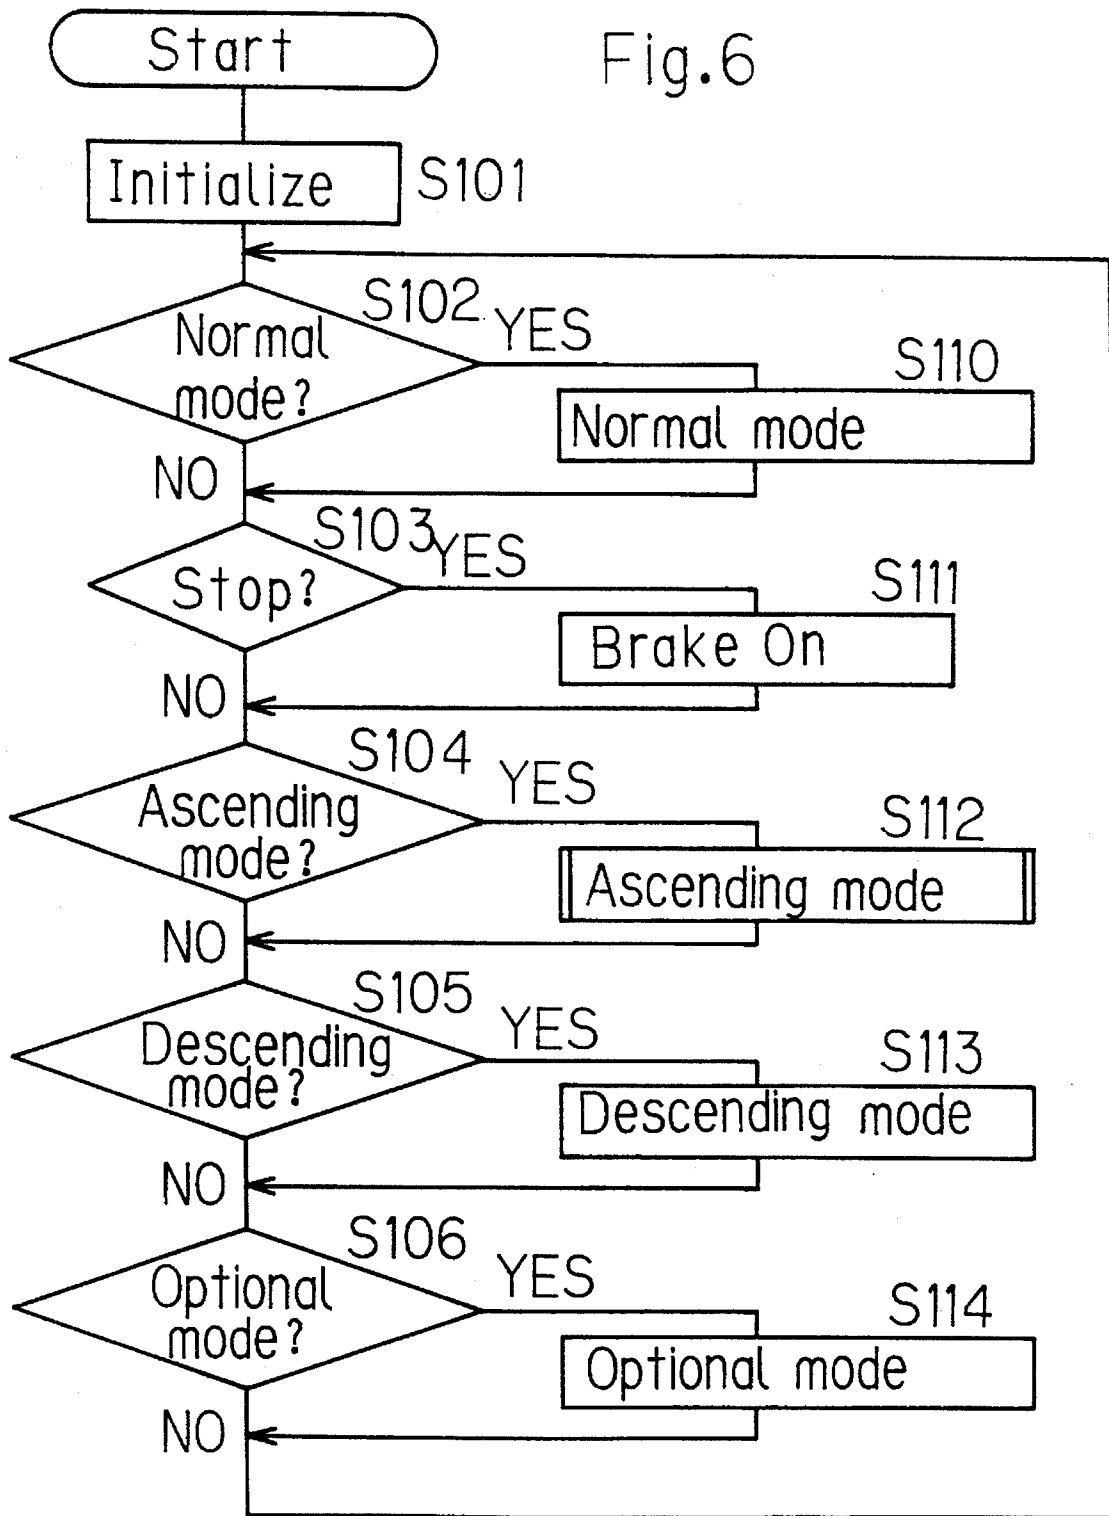 Start
Fig.6
Initialize
S101
S102
Normal
mode?
YES
S110
Normal mode
NO
S103
Stop?
YES
S111
Brake On
NO
S104
Ascending
mode?
YES
S112
Ascending mode
NO
S105
Descending
mode?
YES
S113
Descending mode
NO
S106
Optional
mode?
YES
S114
Optional mode
NO